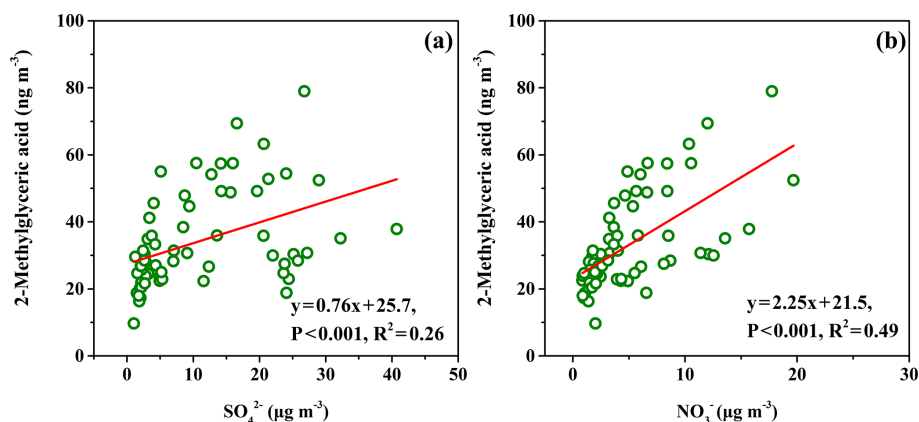 (a)
2-Methylglyceric acid (ng m⁻³)
100
80
60
40
20
0
y=0.76x+25.7,
P<0.001, R²=0.26
0 10 20 30 40 50
SO₄²⁻ (μg m⁻³)
(b)
2-Methylglyceric acid (ng m⁻³)
100
80
60
40
20
0
y=2.25x+21.5,
P<0.001, R²=0.49
0 10 20 30
NO₃⁻ (μg m⁻³)